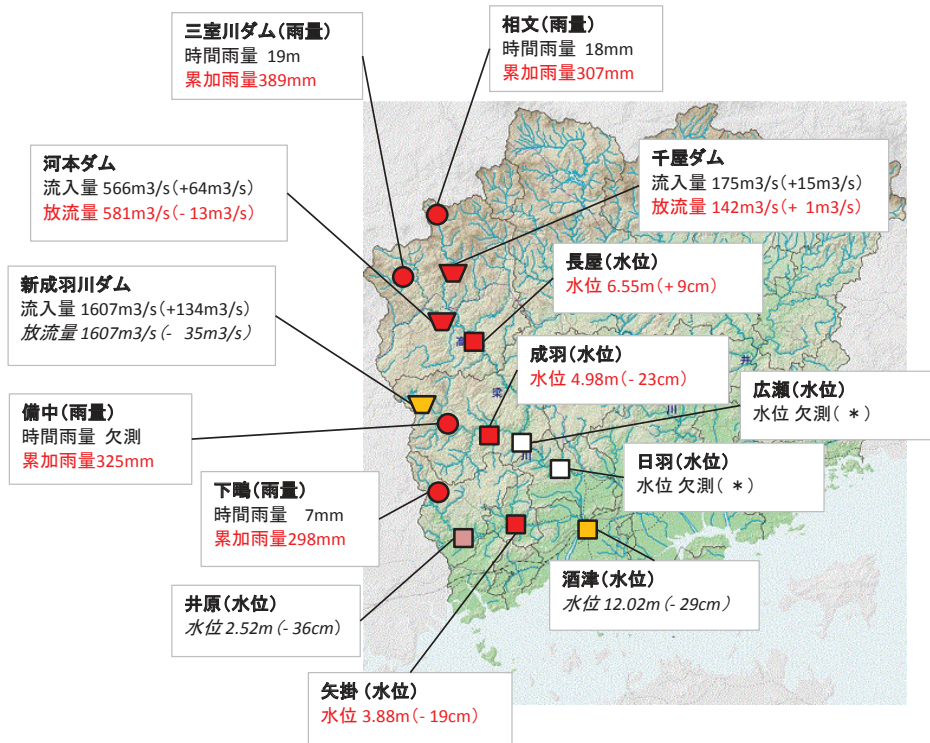 三室川ダム(雨量)
時間雨量 19m
累加雨量389mm
相文(雨量)
時間雨量 18mm
累加雨量307mm
河本ダム
流入量 566m3/s(+64m3/s)
放流量 581m3/s(- 13m3/s)
千屋ダム
流入量 175m3/s(+15m3/s)
放流量 142m3/s(+ 1m3/s)
新成羽川ダム
流入量 1607m3/s(+134m3/s)
放流量 1607m3/s(- 35m3/s)
長屋(水位)
水位 6.55m(+ 9cm)
成羽(水位)
水位 4.98m(- 23cm)
広瀬(水位)
水位 欠測( *)
備中(雨量)
時間雨量 欠測
累加雨量325mm
日羽(水位)
水位 欠測( *)
下鴫(雨量)
時間雨量 7mm
累加雨量298mm
酒津(水位)
水位 12.02m(- 29cm)
井原(水位)
水位 2.52m(- 36cm)
矢掛(水位)
水位 3.88m(- 19cm)
高
梁
川
井
川